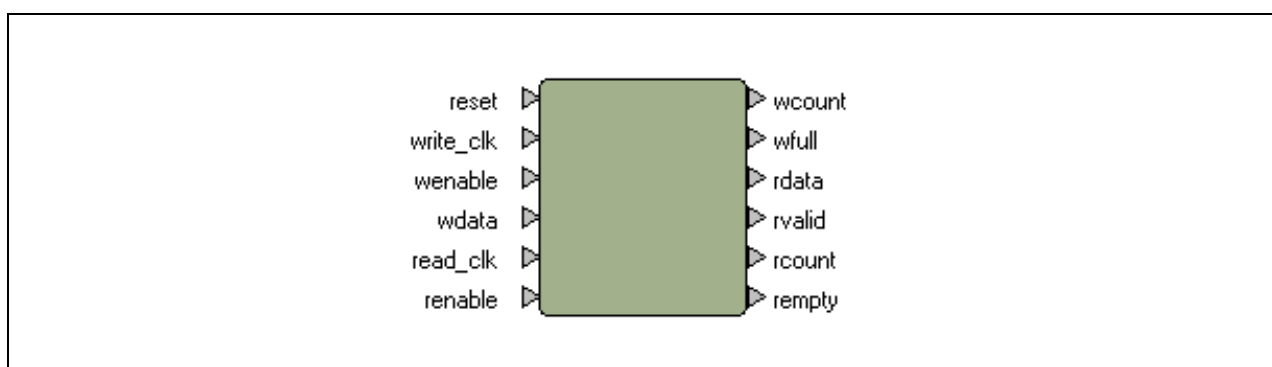 reset
write_clk
wenable
wdata
read_clk
renable
wcount
wfull
rdata
rvalid
rcount
rempty